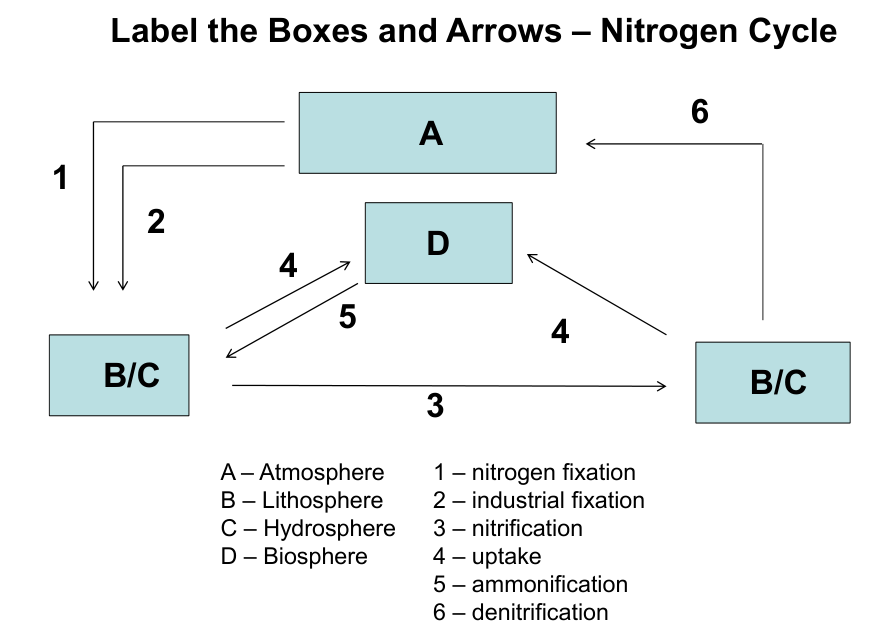 Label the Boxes and Arrows – Nitrogen Cycle
A
6
1
2
D
4
5
4
B/C
B/C
3
A – Atmosphere
B – Lithosphere
C – Hydrosphere
D – Biosphere
1 – nitrogen fixation
2 – industrial fixation
3 – nitrification
4 – uptake
5 – ammonification
6 – denitrification